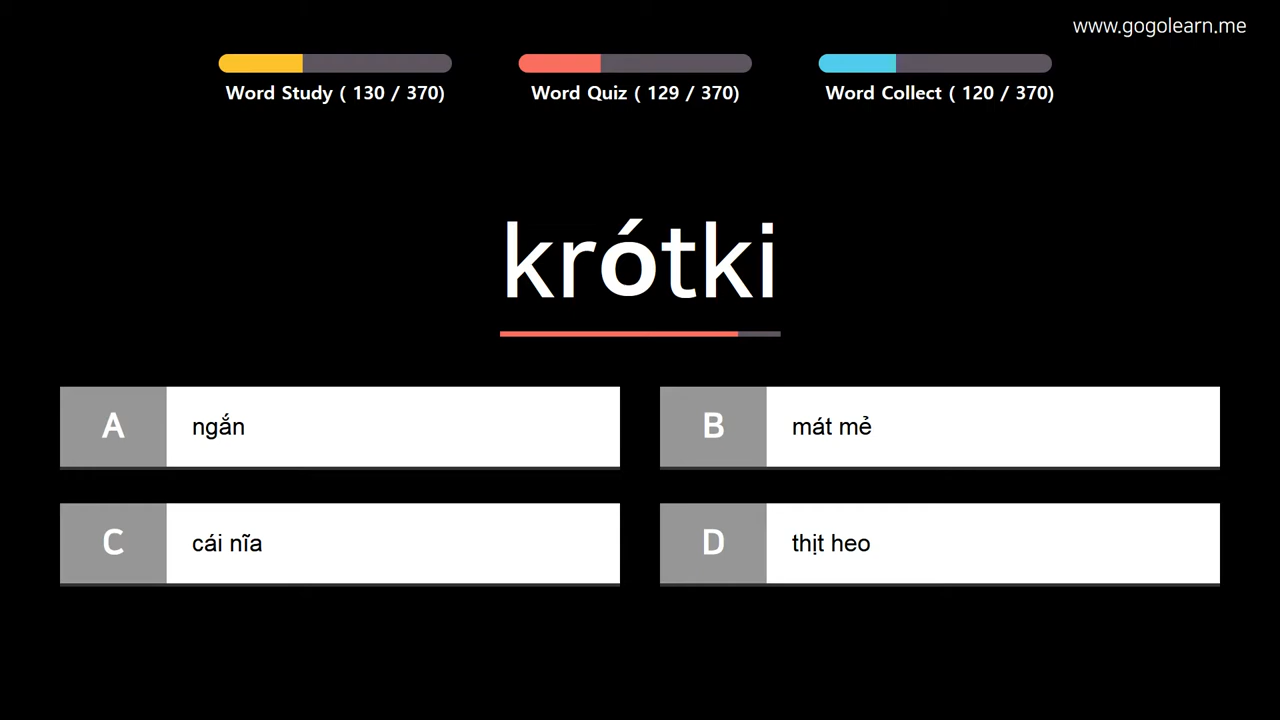 www.gogolearn.me
Word Study ( 130 / 370)
Word Quiz ( 129 / 370)
Word Collect ( 120 / 370)
krótki
A ngắn
B mát mẻ
C cái nĩa
D thịt heo